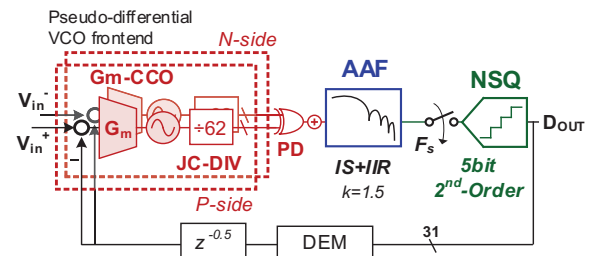 Pseudo-differential
VCO frontend
N-side
Gm-CCO
AAF
NSQ
Vin-
Vin+
Gm
÷62
JC-DIV
PD
Fs
DOUT
IS+IIR
k=1.5
5bit
2nd-Order
P-side
z-0.5
DEM
31